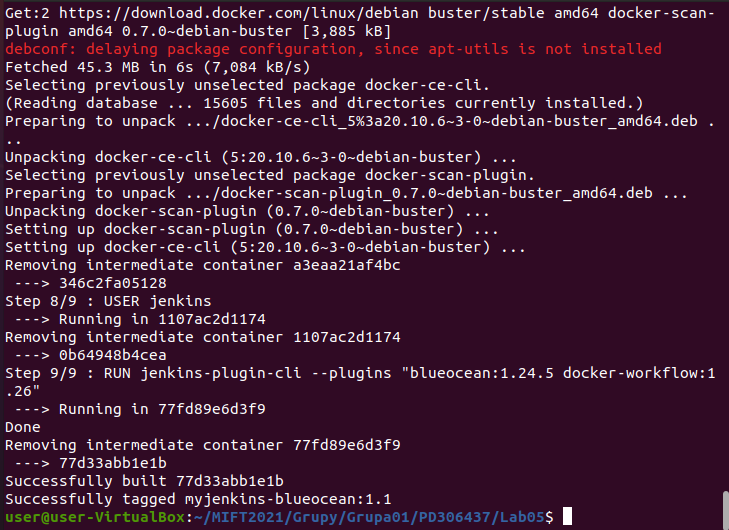 Get:2 https://download.docker.com/linux/debian buster/stable amd64 docker-scan-
plugin amd64 0.7.0~debian-buster [3,885 kB]
debconf: delaying package configuration, since apt-utils is not installed
Fetched 45.3 MB in 6s (7,084 kB/s)
Selecting previously unselected package docker-ce-cli.
(Reading database ... 15605 files and directories currently installed.)
Preparing to unpack .../docker-ce-cli_5%3a20.10.6~3-0~debian-buster_amd64.deb .
..
Unpacking docker-ce-cli (5:20.10.6~3-0~debian-buster) ...
Selecting previously unselected package docker-scan-plugin.
Preparing to unpack .../docker-scan-plugin_0.7.0~debian-buster_amd64.deb ...
Unpacking docker-scan-plugin (0.7.0~debian-buster) ...
Setting up docker-scan-plugin (0.7.0~debian-buster) ...
Setting up docker-ce-cli (5:20.10.6~3-0~debian-buster) ...
Removing intermediate container a3eaa21af4bc
 ---> 346c2fa05128
Step 8/9 : USER jenkins
 ---> Running in 1107ac2d1174
Removing intermediate container 1107ac2d1174
 ---> 0b64948b4cea
Step 9/9 : RUN jenkins-plugin-cli --plugins "blueocean:1.24.5 docker-workflow:1
.26"
 ---> Running in 77fd89e6d3f9
Done
Removing intermediate container 77fd89e6d3f9
 ---> 77d33abb1e1b
Successfully built 77d33abb1e1b
Successfully tagged myjenkins-blueocean:1.1
user@user-VirtualBox:~/MIFT2021/Grupy/Grupa01/PD306437/Lab05$